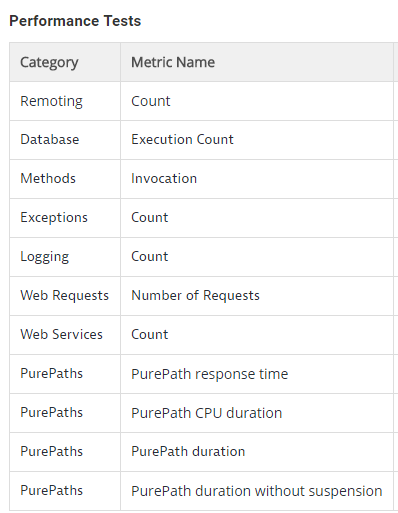 Performance Tests
Category Metric Name
Remoting Count
Database Execution Count
Methods Invocation
Exceptions Count
Logging Count
Web Requests Number of Requests
Web Services Count
PurePaths PurePath response time
PurePaths PurePath CPU duration
PurePaths PurePath duration
PurePaths PurePath duration without suspension